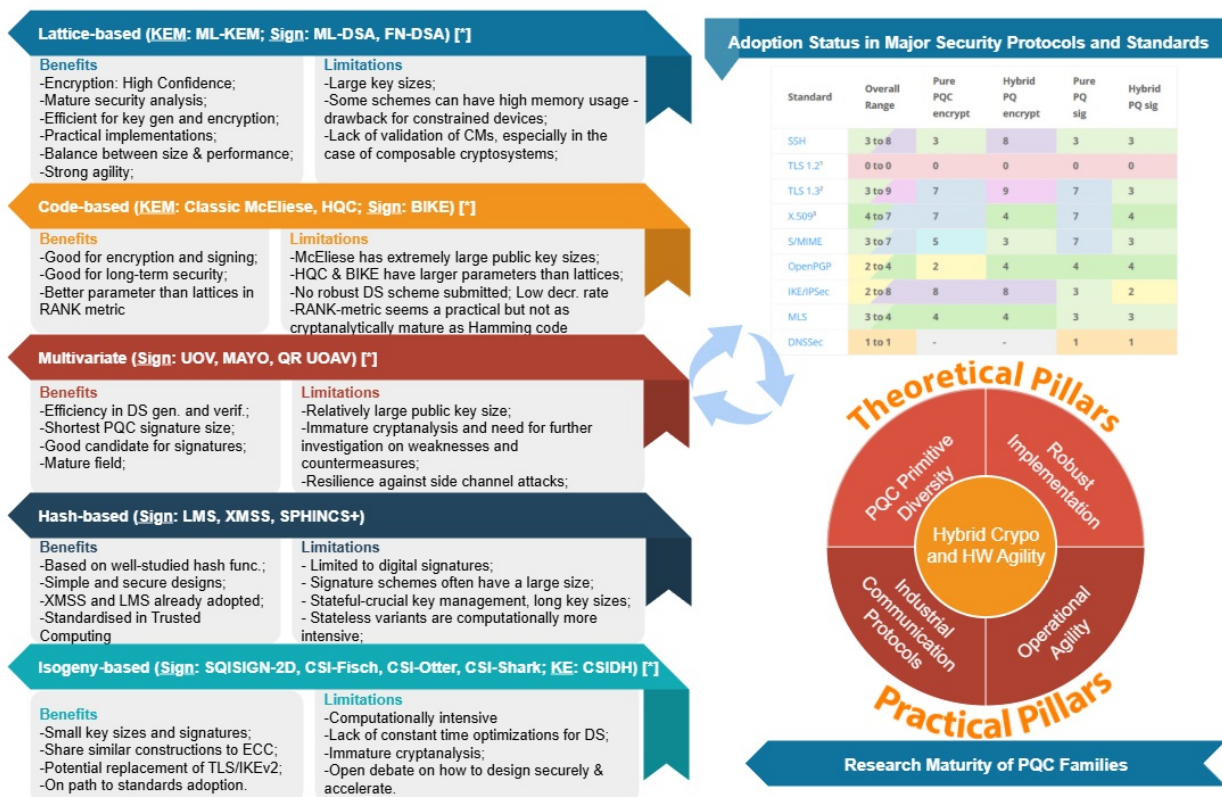 Lattice-based (KEM: ML-KEM; Sign: ML-DSA, FN-DSA) [*]
Benefits
-Encryption: High Confidence;
-Mature security analysis;
-Efficient for key gen and encryption;
-Practical implementations;
-Balance between size & performance;
-Strong agility;
Limitations
-Large key sizes;
-Some schemes can have high memory usage -
drawback for constrained devices;
-Lack of validation of CMs, especially in the
case of composable cryptosystems;
Code-based (KEM: Classic McEliese, HQC; Sign: BIKE) [*]
Benefits
-Good for encryption and signing;
-Good for long-term security;
-Better parameter than lattices in
RANK metric
Limitations
-McEliese has extremely large public key sizes;
-HQC & BIKE have larger parameters than lattices;
-No robust DS scheme submitted; Low decr. rate
-RANK-metric seems a practical but not as
cryptanalytically mature as Hamming code
Multivariate (Sign: UOV, MAYO, QR UOAV) [*]
Benefits
-Efficiency in DS gen. and verif.;
-Shortest PQC signature size;
-Good candidate for signatures;
-Mature field;
Limitations
-Relatively large public key size;
-Immature cryptanalysis and need for further
investigation on weaknesses and
countermeasures;
-Resilience against side channel attacks;
Hash-based (Sign: LMS, XMSS, SPHINCS+)
Benefits
-Based on well-studied hash func.;
-Simple and secure designs;
-XMSS and LMS already adopted;
-Standardised in Trusted
Computing
Limitations
- Limited to digital signatures;
- Signature schemes often have a large size;
- Stateful-crucial key management, long key sizes;
- Stateless variants are computationally more
intensive;
Isogeny-based (Sign: SQISIGN-2D, CSI-Fisch, CSI-Otter, CSI-Shark; KE: CSIDH) [*]
Benefits
-Small key sizes and signatures;
-Share similar constructions to ECC;
-Potential replacement of TLS/IKEv2;
-On path to standards adoption.
Limitations
-Computationally intensive
-Lack of constant time optimizations for DS;
-Immature cryptanalysis;
-Open debate on how to design securely &
accelerate.
Adoption Status in Major Security Protocols and Standards
Standard Overall Range Pure PQC encrypt Hybrid PQ encrypt Pure PQ sig Hybrid PQ sig
SSH 3 to 8 3 8 3 3
TLS 1.2¹ 0 to 0 0 0 0 0
TLS 1.3² 3 to 9 7 9 7 3
X.509³ 4 to 7 7 4 7 4
S/MIME 3 to 7 5 3 7 3
OpenPGP 2 to 4 2 4 4 4
IKE/IPSec 2 to 8 8 8 3 2
MLS 3 to 4 4 4 3 3
DNSSec 1 to 1 - - 1 1
Theoretical Pillars
PQC Primitive
Diversity
Robust
Implementation
Hybrid Crypo
and HW Agility
Industrial
Communication
Protocols
Operational
Agility
Practical Pillars
Research Maturity of PQC Families